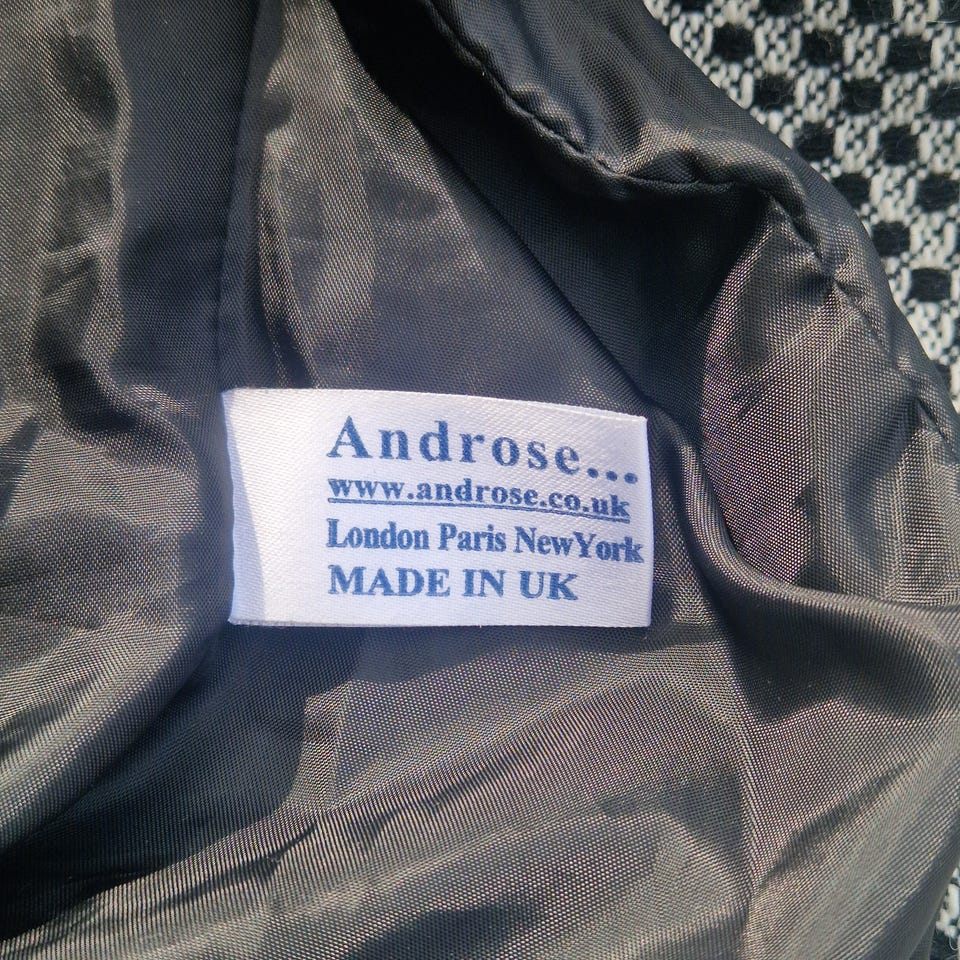 Androse...
www.androse.co.uk
London Paris NewYork
MADE IN UK